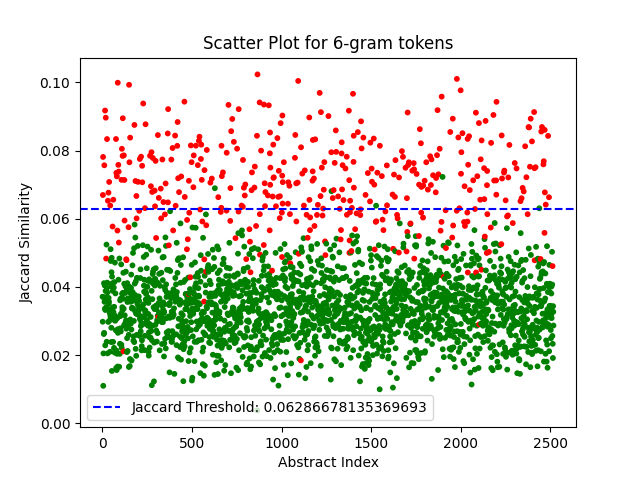 Scatter Plot for 6-gram tokens
0.10
0.08
0.06
0.04
0.02
0.00
Jaccard Similarity
Jaccard Threshold: 0.06286678135369693
0 500 1000 1500 2000 2500
Abstract Index